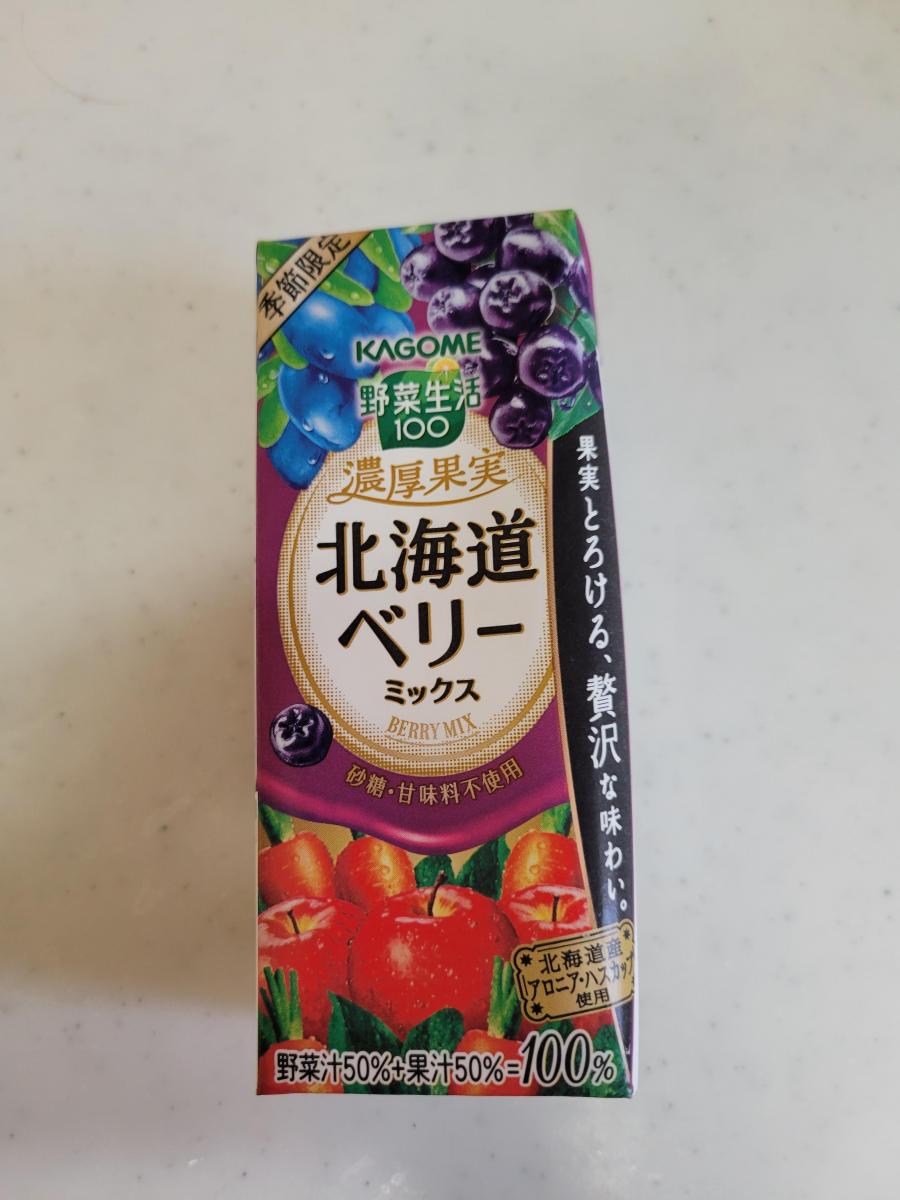 季節限定
KAGOME
野菜生活
100
濃厚果実
北海道
ベリー
ミックス
BERRY MIX
砂糖・甘味料不使用
果実とろける、贅沢な味わい。
北海道産
アロニア・ハスカップ
使用
野菜汁50%+果汁50%=100%